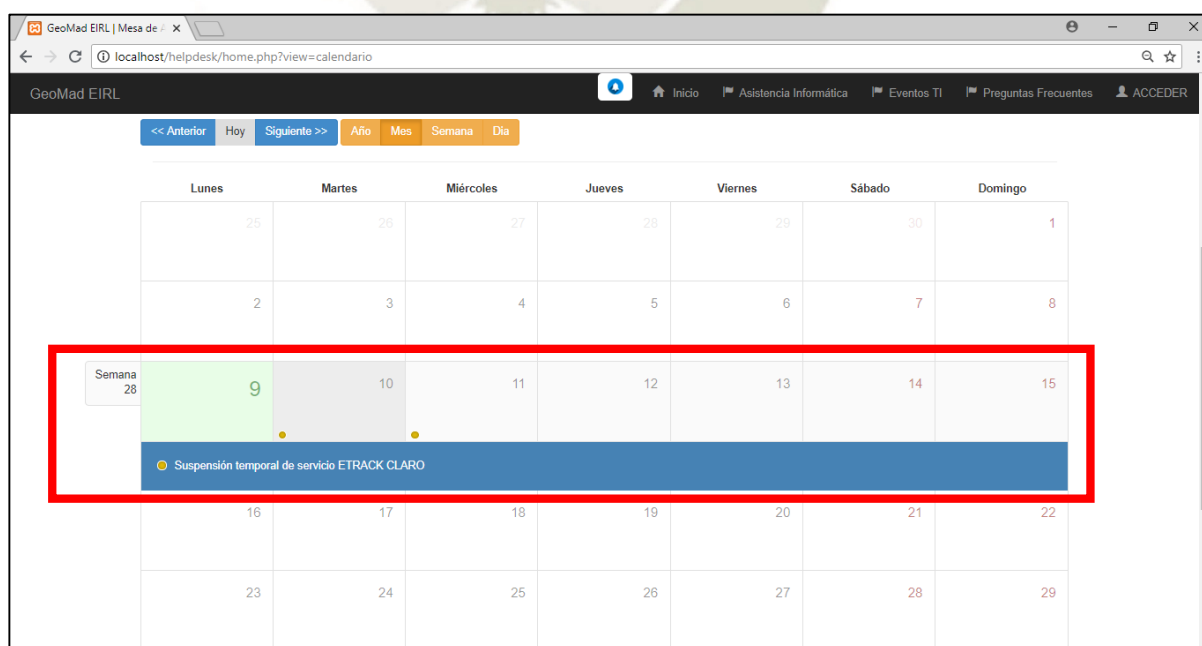 GeoMad EIRL | Mesa de A
localhost/helpdesk/home.php?view=calendario
GeoMad EIRL Inicio Asistencia Informática Eventos TI Preguntas Frecuentes ACCEDER
<< Anterior Hoy Siguiente >> Año Mes Semana Dia
Lunes Martes Miércoles Jueves Viernes Sábado Domingo
25 26 27 28 29 30 1
2 3 4 5 6 7 8
Semana
28
9 10 11 12 13 14 15
Suspensión temporal de servicio ETRACK CLARO
16 17 18 19 20 21 22
23 24 25 26 27 28 29